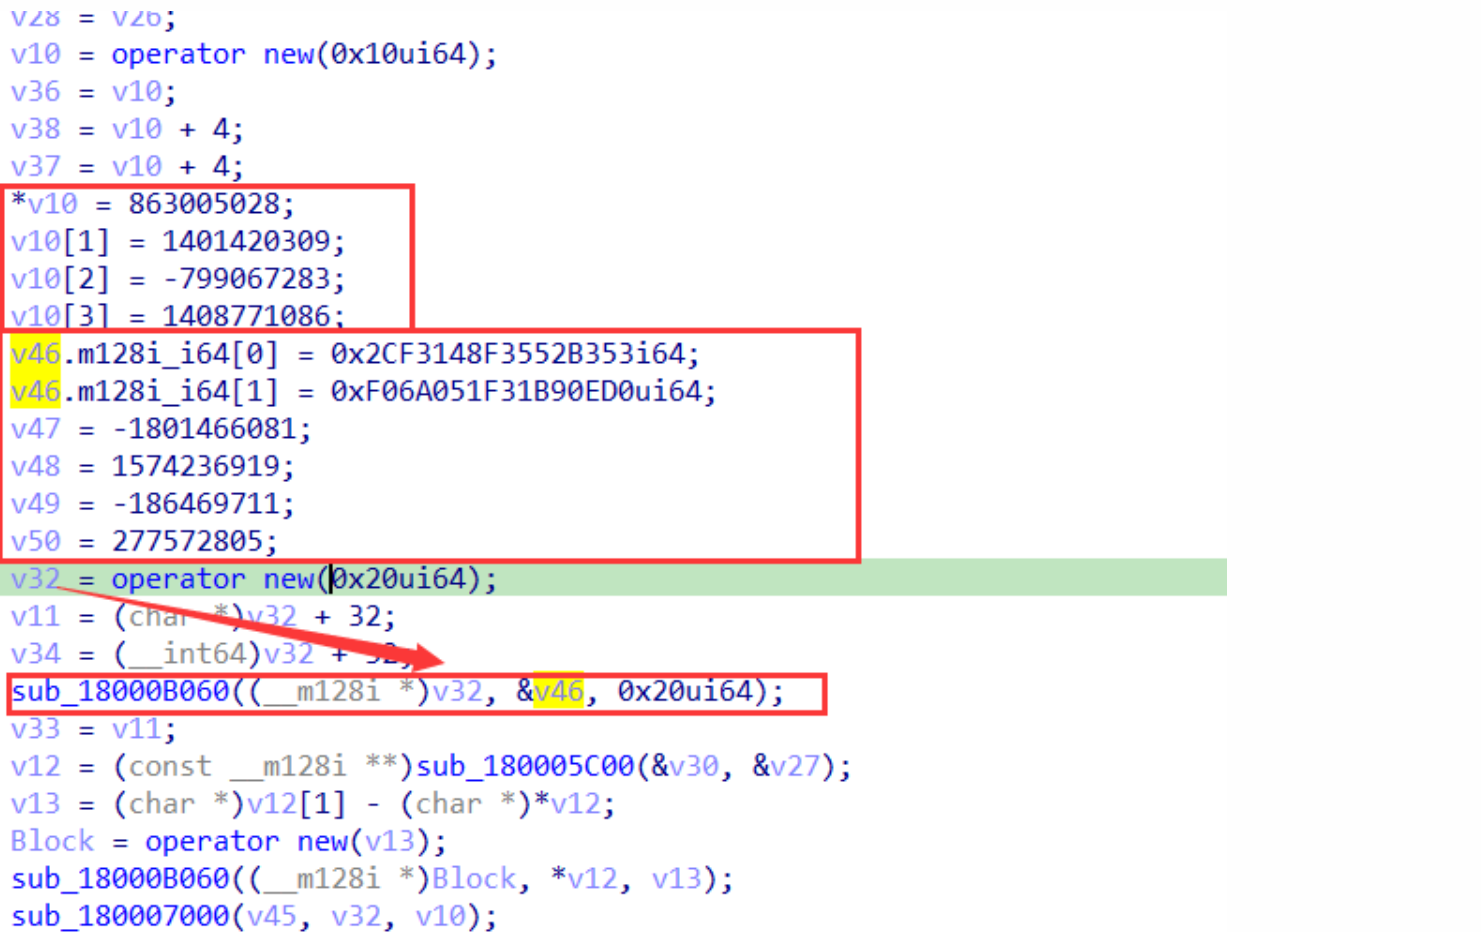 v28 = v26;
v10 = operator new(0x10ui64);
v36 = v10;
v38 = v10 + 4;
v37 = v10 + 4;
*v10 = 863005028;
v10[1] = 1401420309;
v10[2] = -799067283;
v10[3] = 1408771086;
v46.m128i_i64[0] = 0x2CF3148F3552B353i64;
v46.m128i_i64[1] = 0xF06A051F31B90ED0ui64;
v47 = -1801466081;
v48 = 1574236919;
v49 = -186469711;
v50 = 277572805;
v32 = operator new(0x20ui64);
v11 = (char *)v32 + 32;
v34 = (__int64)v32 + 32;
sub_18000B060((__m128i *)v32, &v46, 0x20ui64);
v33 = v11;
v12 = (const __m128i **)sub_180005C00(&v30, &v27);
v13 = (char *)v12[1] - (char *)*v12;
Block = operator new(v13);
sub_18000B060((__m128i *)Block, *v12, v13);
sub_180007000(v45, v32, v10);